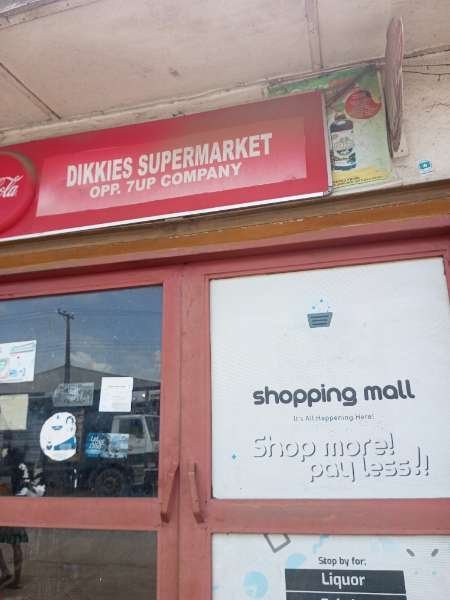 Cola
DIKKIES SUPERMARKET
OPP. 7UP COMPANY
shopping mall
It's All Happening Here!
Shop more!
pay less!!
Stop by for;
Liquor